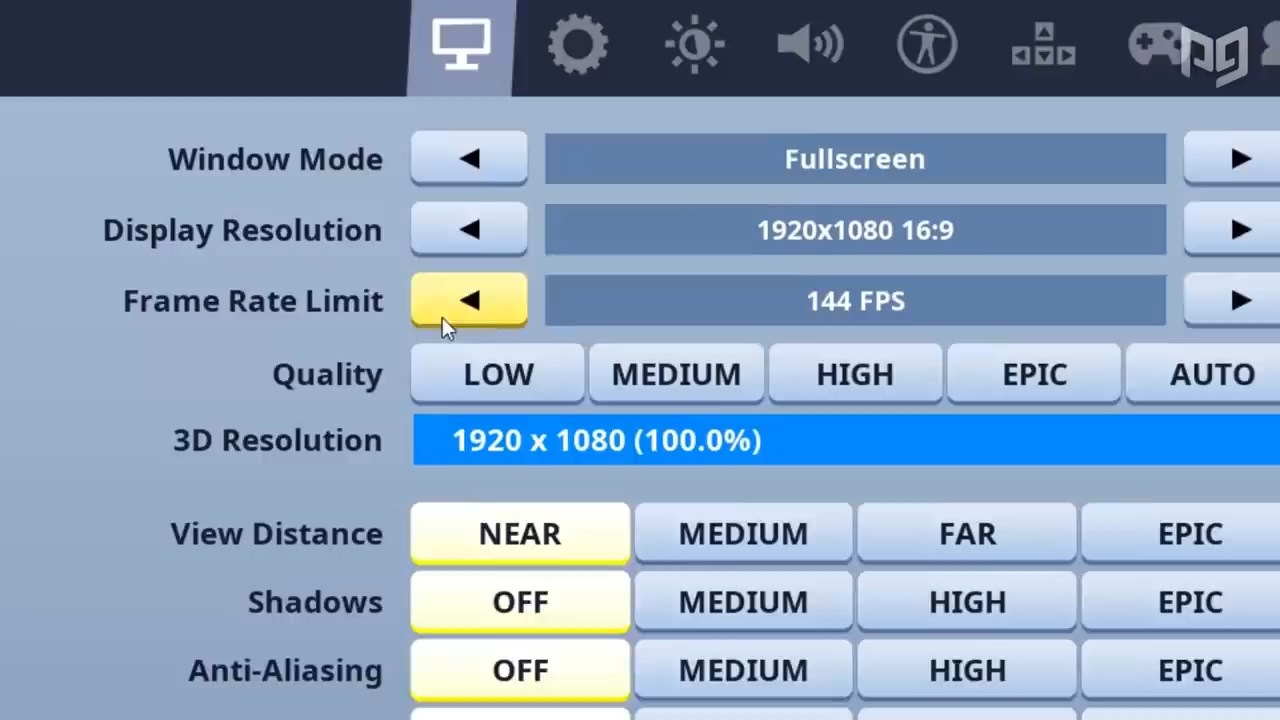 Window Mode Fullscreen
Display Resolution 1920x1080 16:9
Frame Rate Limit 144 FPS
Quality LOW MEDIUM HIGH EPIC AUTO
3D Resolution 1920 x 1080 (100.0%)
View Distance NEAR MEDIUM FAR EPIC
Shadows OFF MEDIUM HIGH EPIC
Anti-Aliasing OFF MEDIUM HIGH EPIC